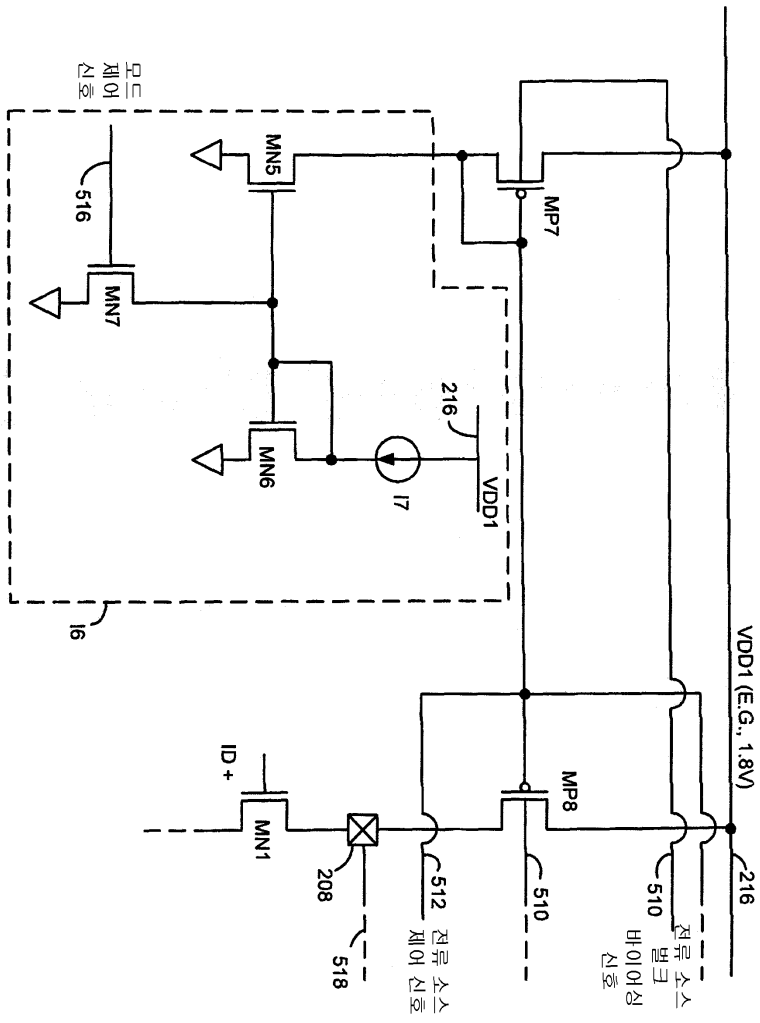 VDD1 (E.G., 1.8V)
216
전류 소스
벌크
바이어싱
신호
510
MP7
MP8
510
전류 소스
제어 신호
512
216
VDD1
I7
208
518
MN5
MN6
MN1
ID +
모드
제어
신호
516
MN7
I6